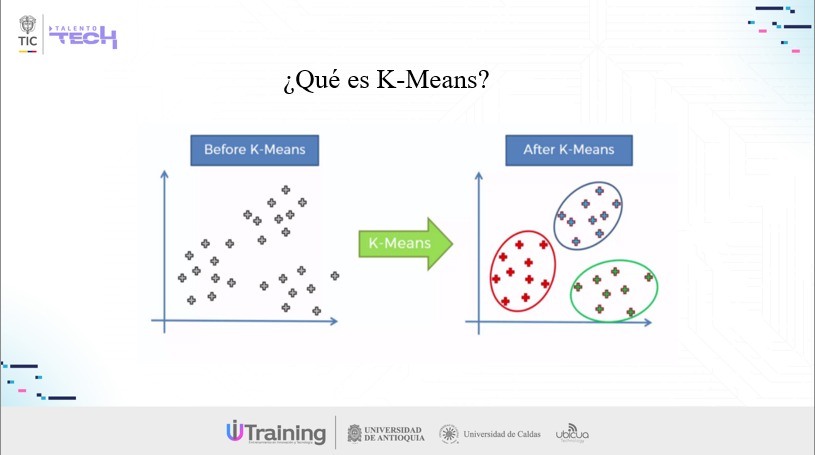 TIC
TALENTO
TECH
¿Qué es K-Means?
Before K-Means
After K-Means
K-Means
UTraining
UNIVERSIDAD
DE ANTIOQUIA
Universidad de Caldas
ubicua
Technology